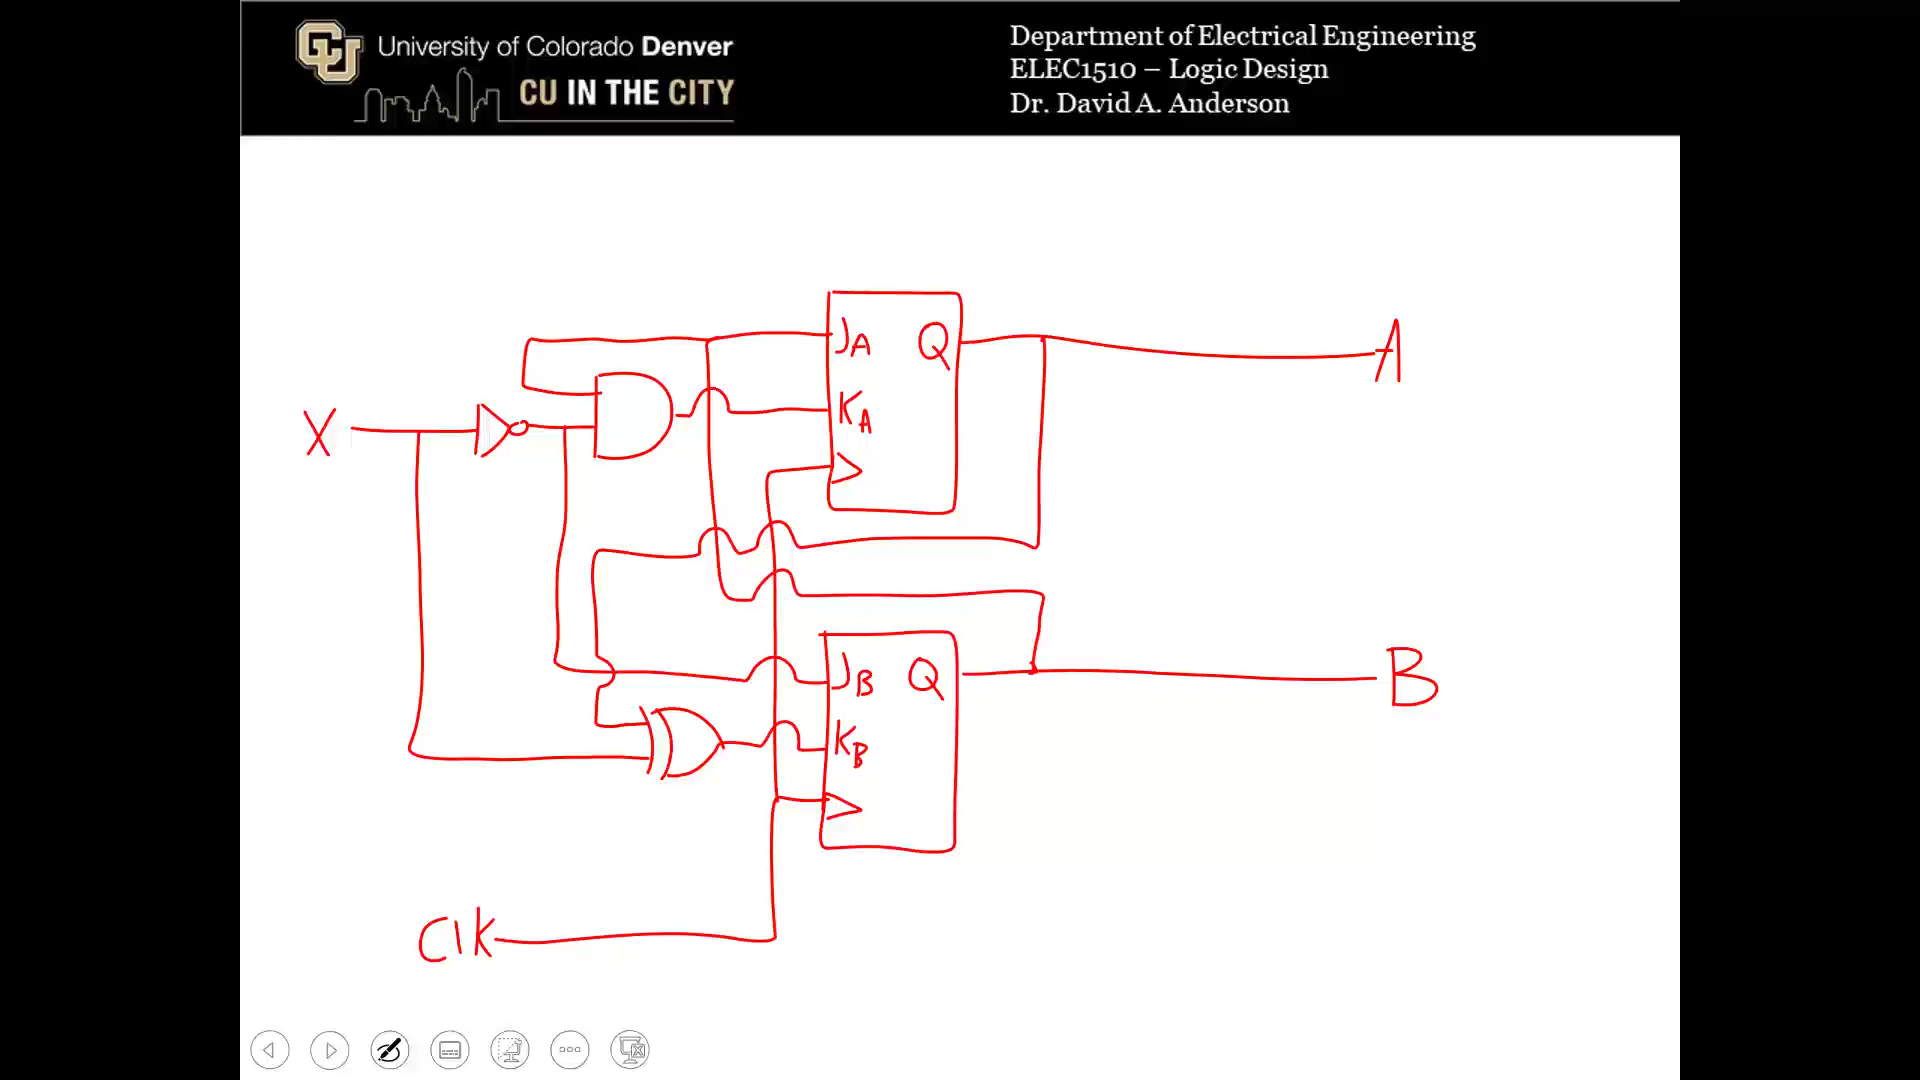 University of Colorado Denver
CU IN THE CITY
Department of Electrical Engineering
ELEC1510 – Logic Design
Dr. David A. Anderson
JA Q
A
KA
X
JB Q
B
KB
Clk